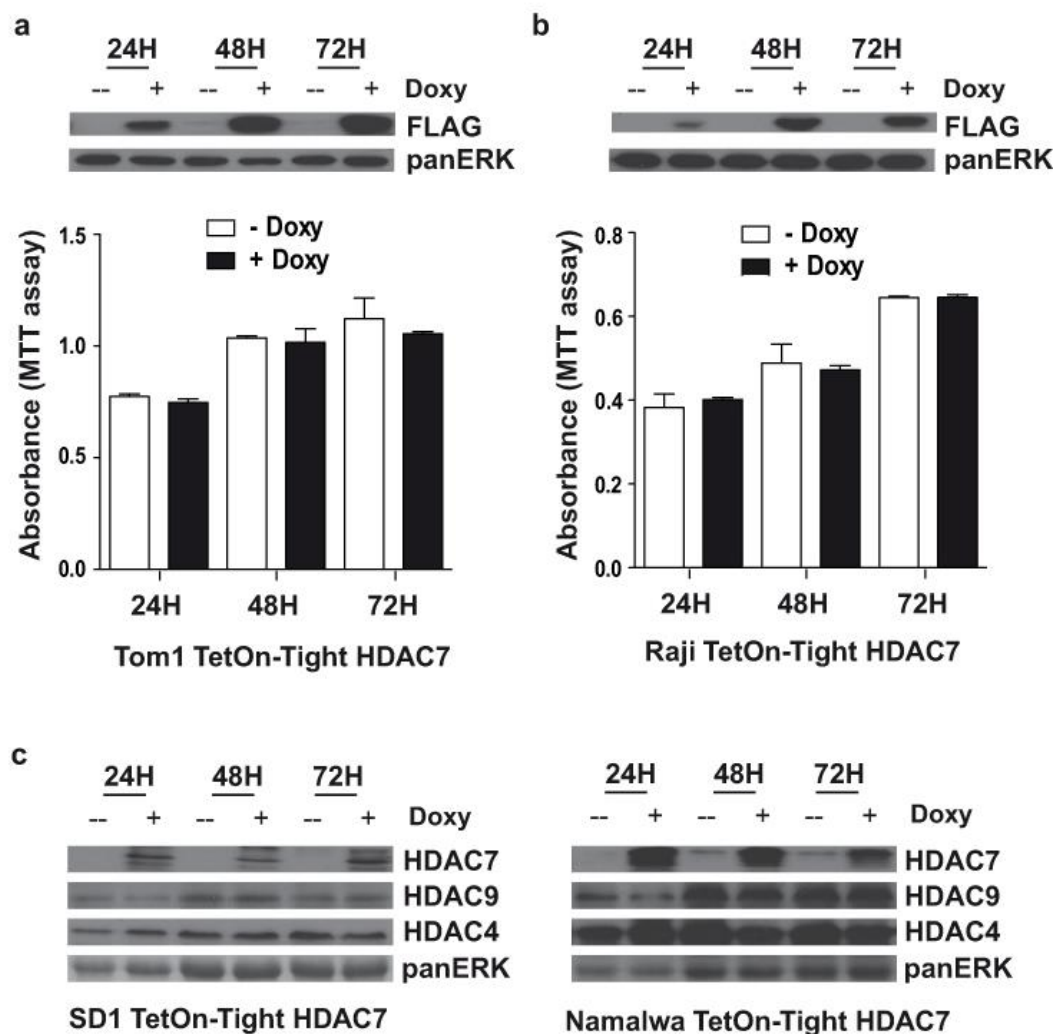 a
24H 48H 72H
-- + -- + -- + Doxy
FLAG
panERK
- Doxy
+ Doxy
Absorbance (MTT assay)
1.5
1.0
0.5
0.0
24H 48H 72H
Tom1 TetOn-Tight HDAC7
b
24H 48H 72H
-- + -- + -- + Doxy
FLAG
panERK
- Doxy
+ Doxy
Absorbance (MTT assay)
0.8
0.6
0.4
0.2
0.0
24H 48H 72H
Raji TetOn-Tight HDAC7
c
24H 48H 72H
-- + -- + -- + Doxy
HDAC7
HDAC9
HDAC4
panERK
SD1 TetOn-Tight HDAC7
24H 48H 72H
-- + -- + -- + Doxy
HDAC7
HDAC9
HDAC4
panERK
Namalwa TetOn-Tight HDAC7